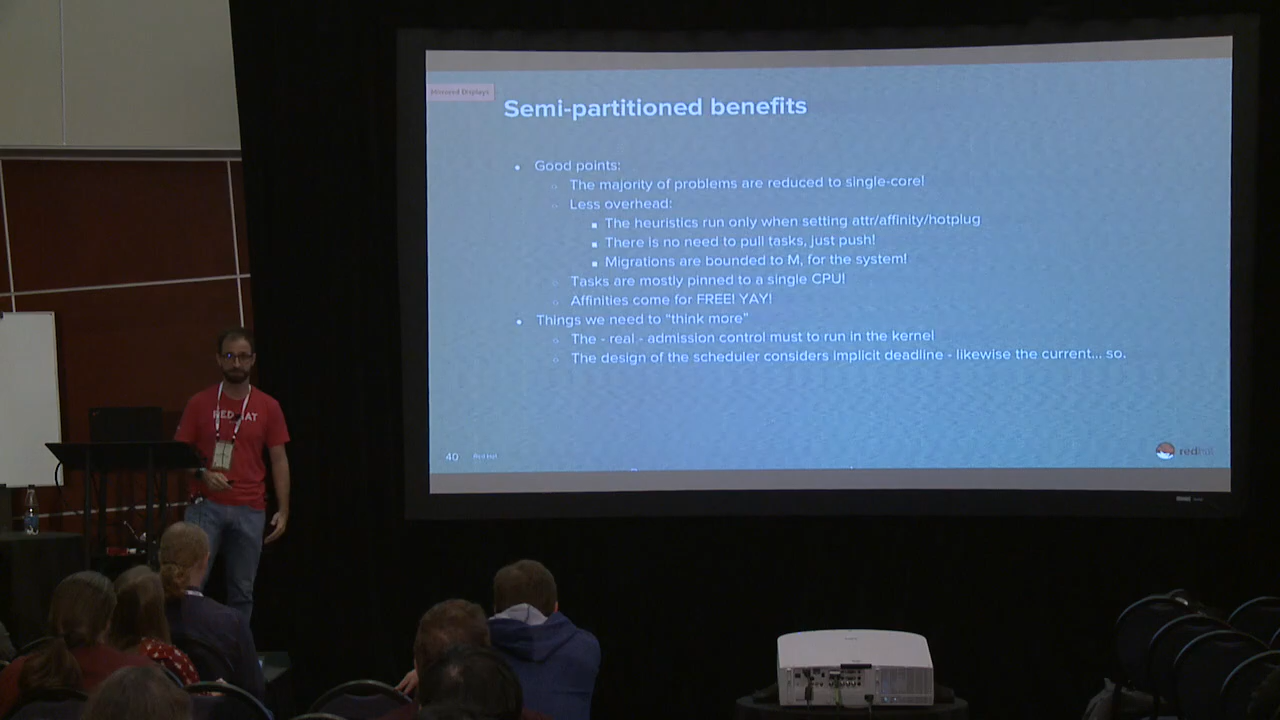 Mirrored Displays
Semi-partitioned benefits
Good points:
The majority of problems are reduced to single-core!
Less overhead:
The heuristics run only when setting attr/affinity/hotplug
There is no need to pull tasks, just push!
Migrations are bounded to M, for the system!
Tasks are mostly pinned to a single CPU!
Affinities come for FREE! YAY!
Things we need to "think more"
The - real - admission control must to run in the kernel
The design of the scheduler considers implicit deadline - likewise the current... so.
40
Red Hat
redhat
RED HAT